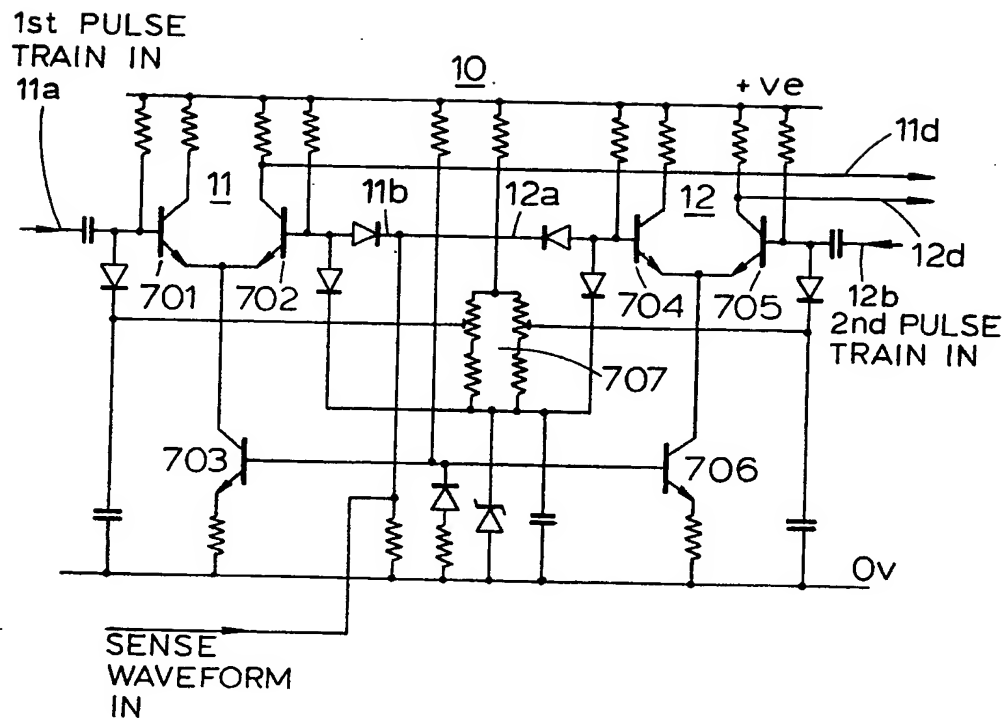 1st PULSE
TRAIN IN
11a
10
+ve
11d
11
11b
12a
12
12d
701
702
704
705
12b
2nd PULSE
TRAIN IN
707
703
706
0v
SENSE
WAVEFORM
IN